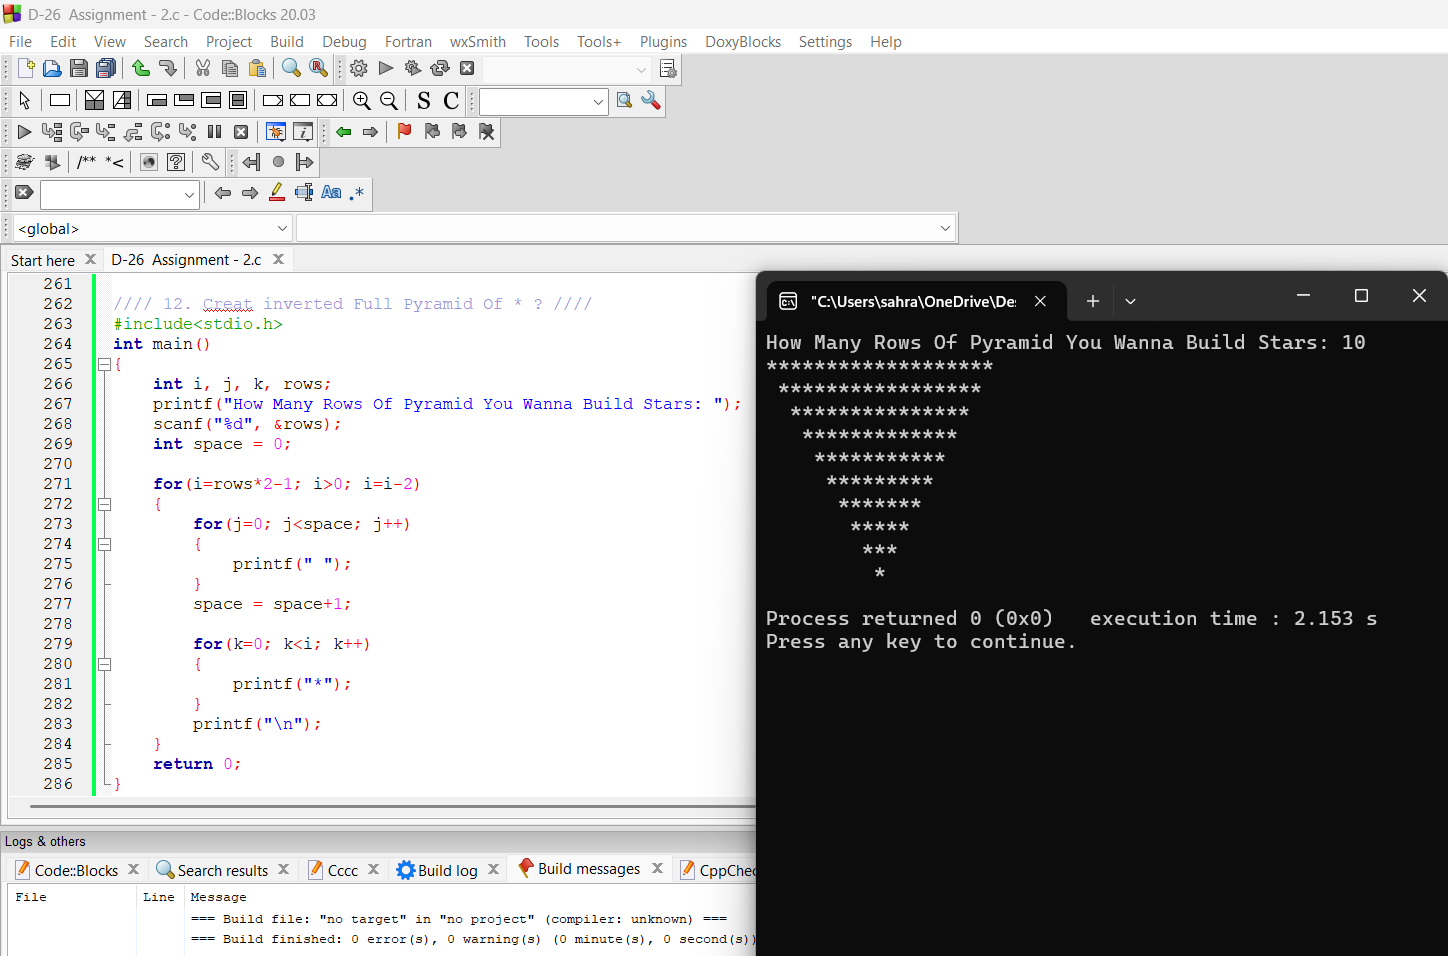 D-26  Assignment - 2.c - Code::Blocks 20.03
File Edit View Search Project Build Debug Fortran wxSmith Tools Tools+ Plugins DoxyBlocks Settings Help
S C
/** *<
Aa .*
<global>
Start here D-26  Assignment - 2.c
261
262 //// 12. Creat inverted Full Pyramid Of * ? ////
263 #include<stdio.h>
264 int main()
265 {
266     int i, j, k, rows;
267     printf("How Many Rows Of Pyramid You Wanna Build Stars: ");
268     scanf("%d", &rows);
269     int space = 0;
270
271     for(i=rows*2-1; i>0; i=i-2)
272     {
273         for(j=0; j<space; j++)
274         {
275             printf(" ");
276         }
277         space = space+1;
278
279         for(k=0; k<i; k++)
280         {
281             printf("*");
282         }
283         printf("\n");
284     }
285     return 0;
286 }
"C:\Users\sahra\OneDrive\De
How Many Rows Of Pyramid You Wanna Build Stars: 10
*******************
 *****************
  ***************
   *************
    ***********
     *********
      *******
       *****
        ***
         *
Process returned 0 (0x0)   execution time : 2.153 s
Press any key to continue.
Logs & others
Code::Blocks Search results Cccc Build log Build messages CppChec
File Line Message
=== Build file: "no target" in "no project" (compiler: unknown) ===
=== Build finished: 0 error(s), 0 warning(s) (0 minute(s), 0 second(s))